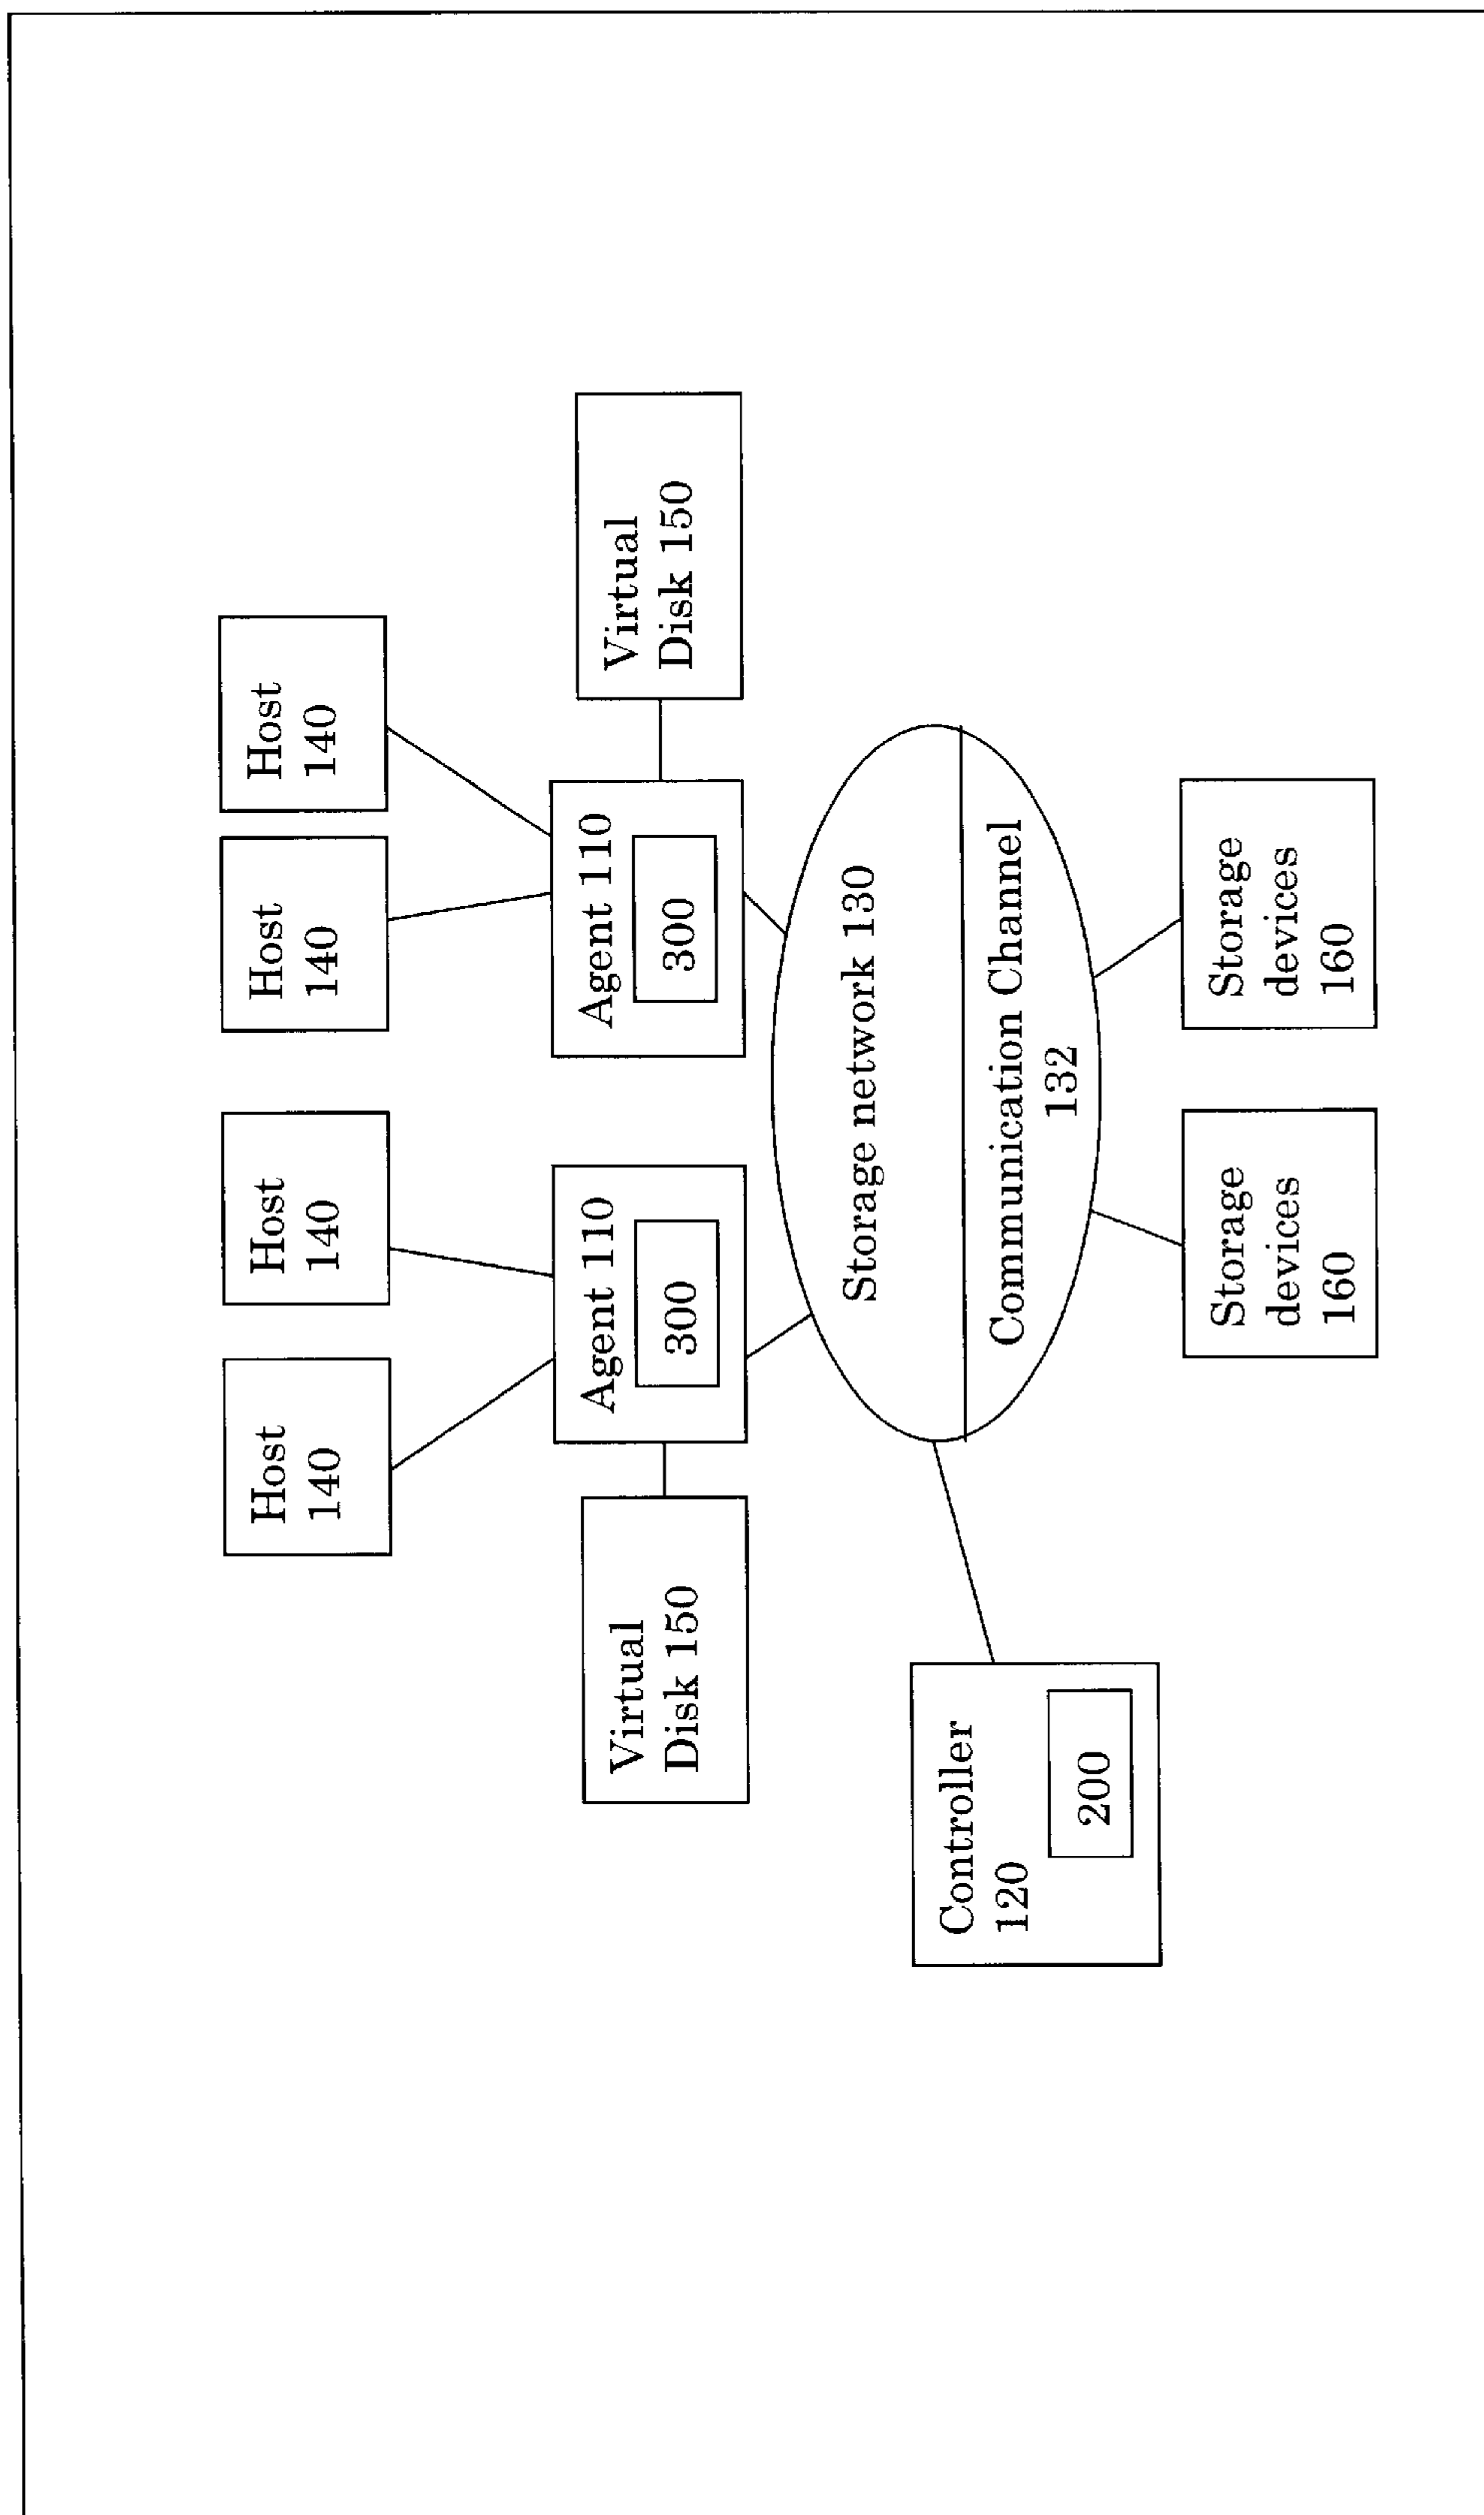 Host
140
Host
140
Host
140
Host
140
Virtual
Disk 150
Agent 110
300
Agent 110
300
Virtual
Disk 150
Storage network 130
Communication Channel
132
Controller
120
200
Storage
devices
160
Storage
devices
160